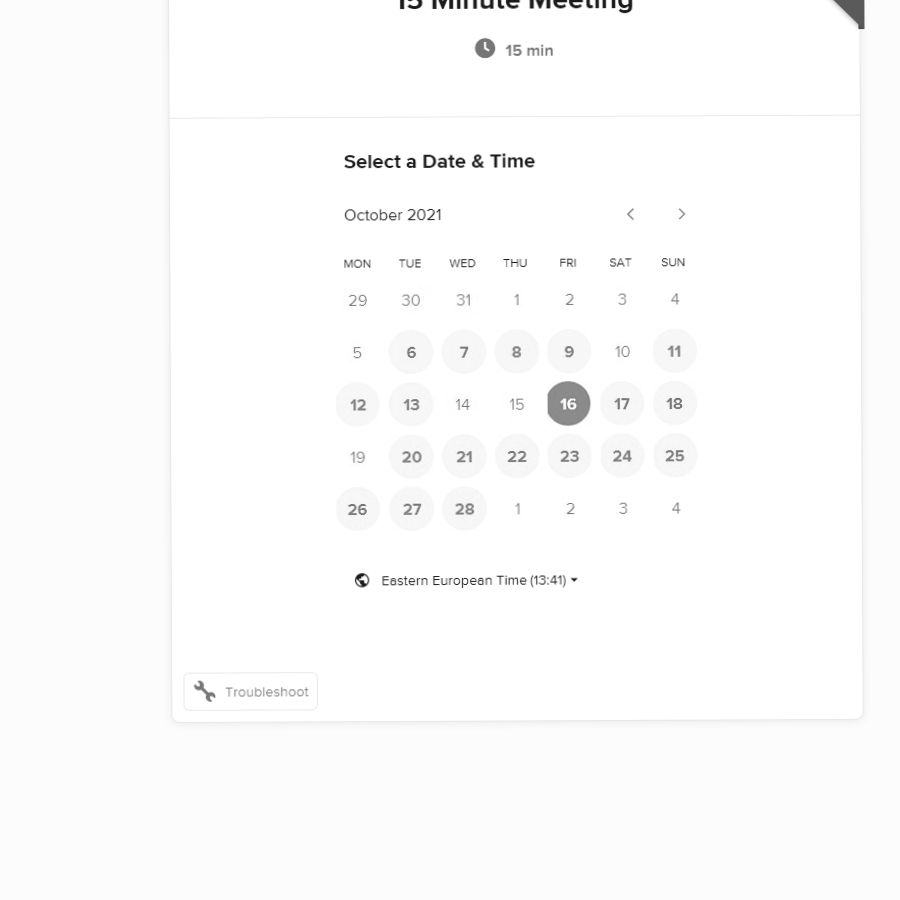 15 Minute Meeting
15 min
Select a Date & Time
October 2021
MON TUE WED THU FRI SAT SUN
29 30 31 1 2 3 4
5 6 7 8 9 10 11
12 13 14 15 16 17 18
19 20 21 22 23 24 25
26 27 28 1 2 3 4
Eastern European Time (13:41)
Troubleshoot